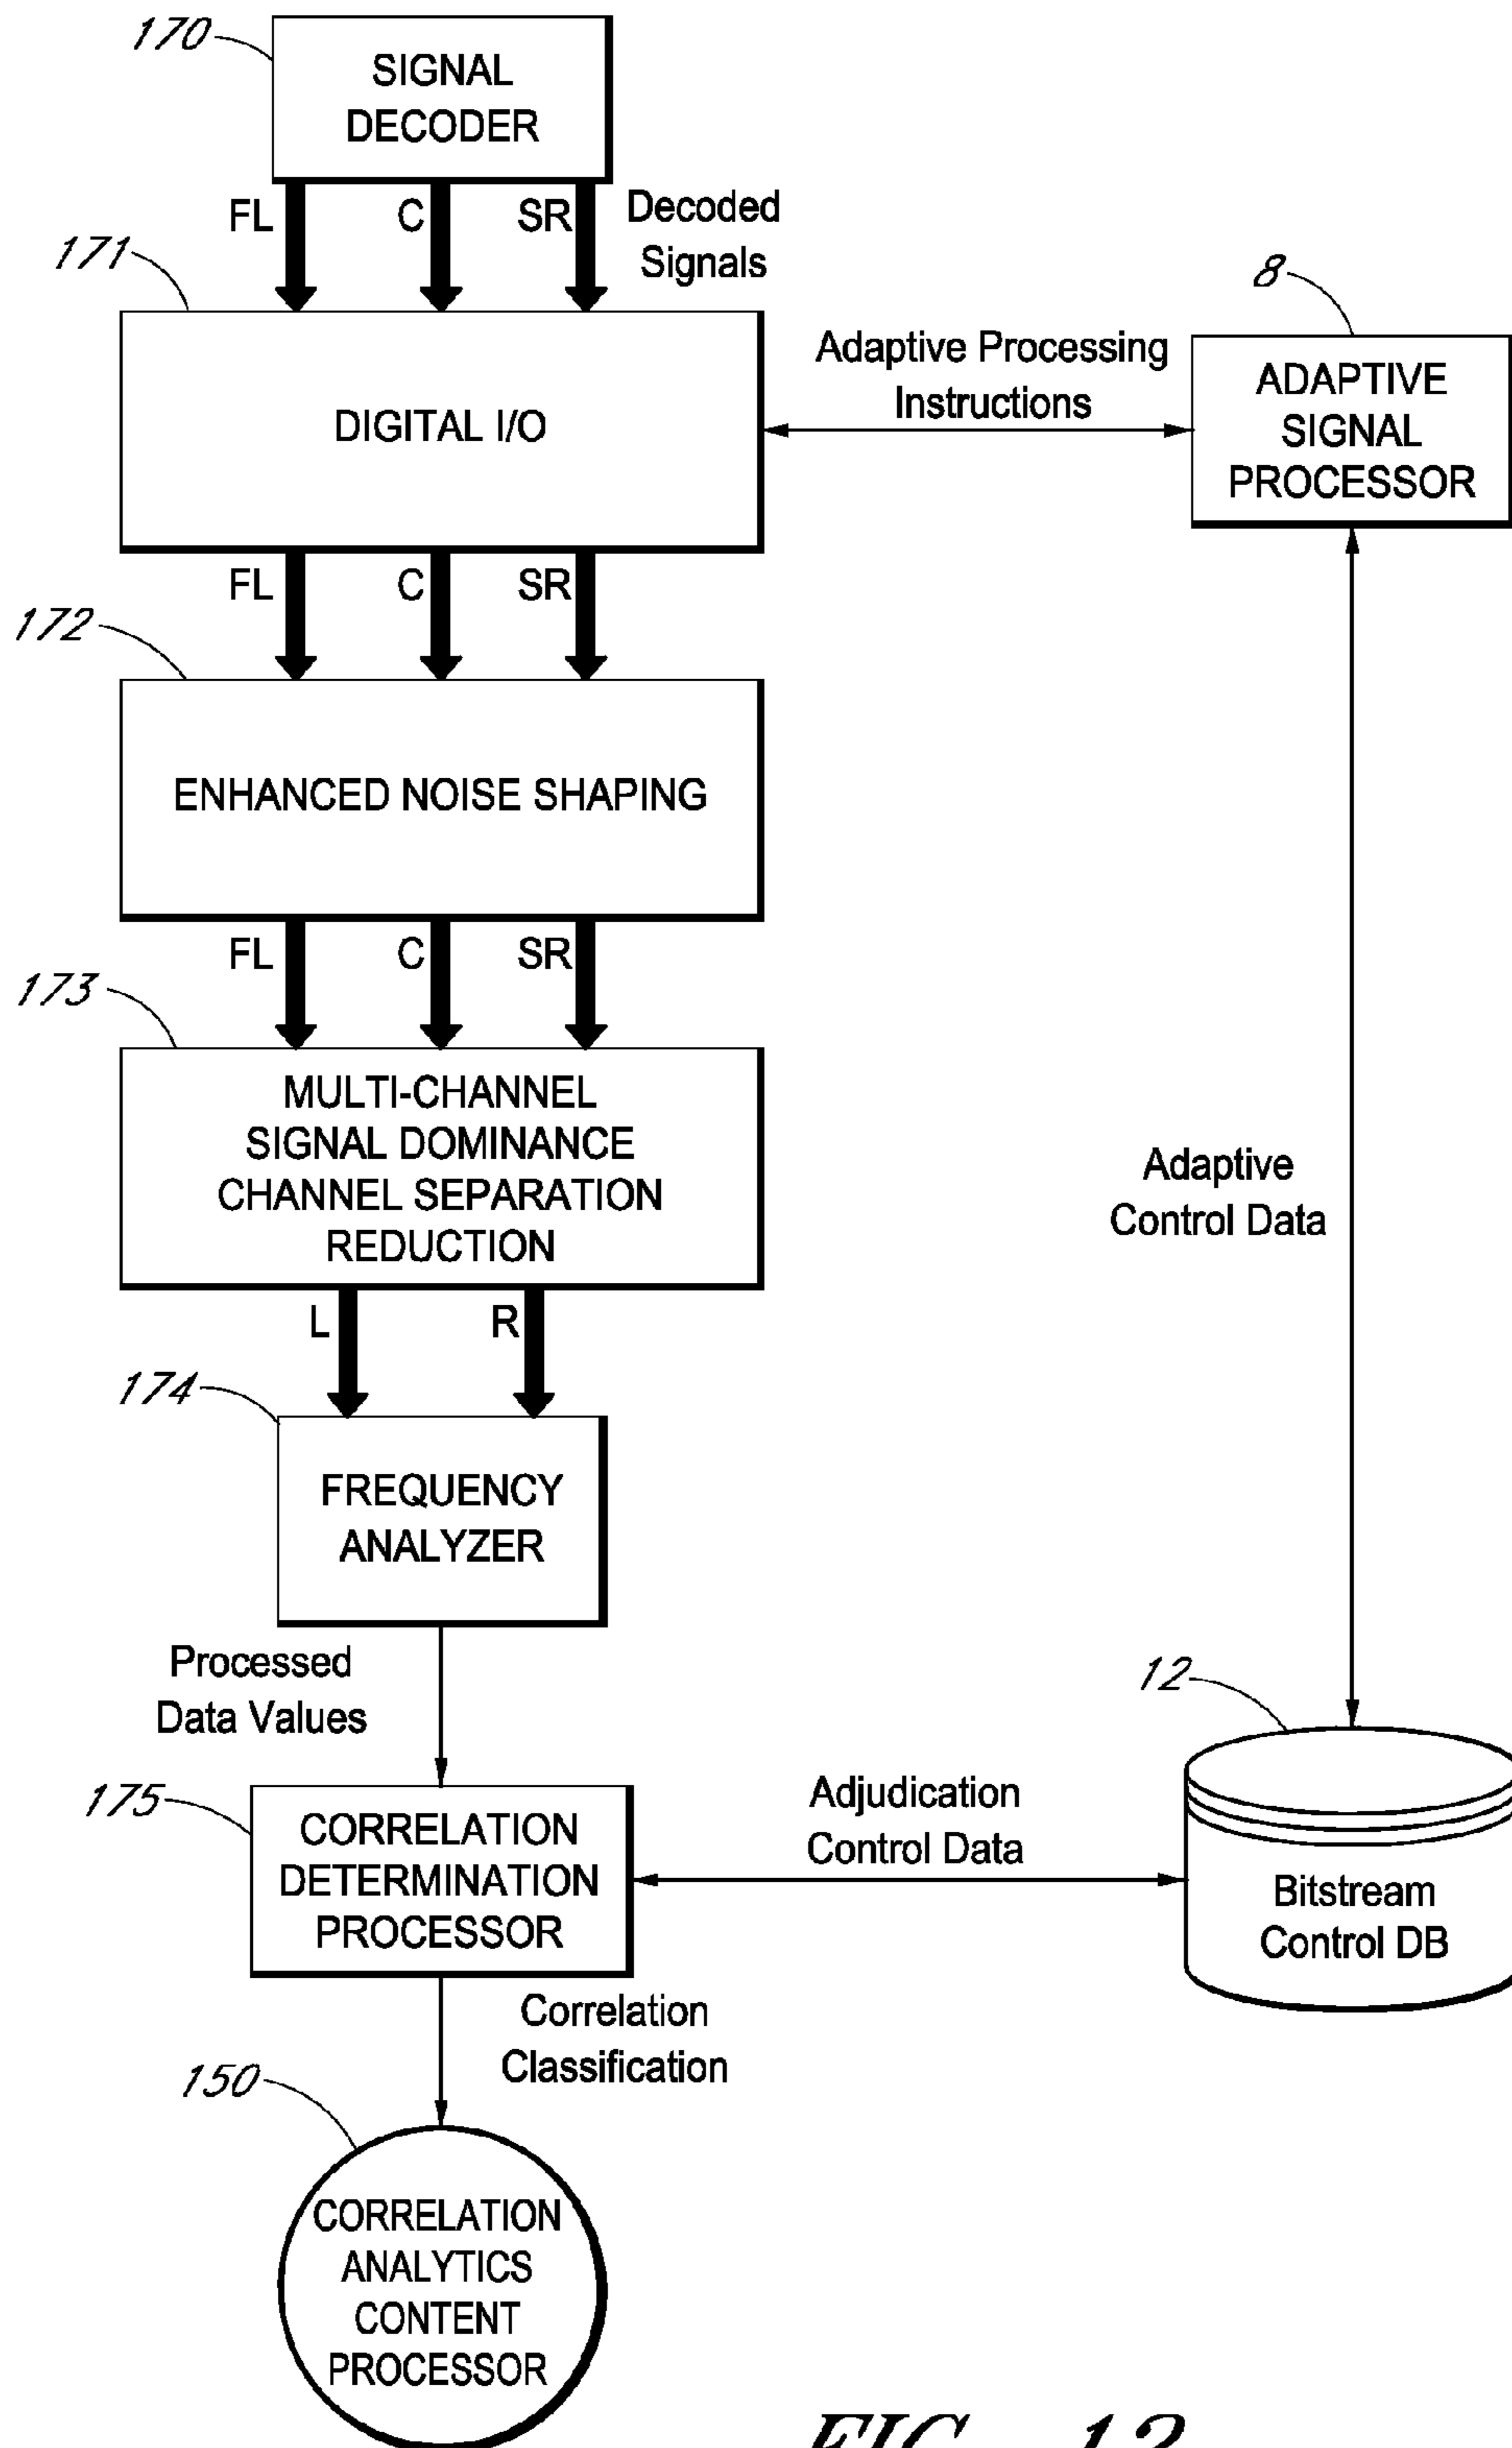 170
SIGNAL
DECODER
FL
C
SR
Decoded
Signals
171
DIGITAL I/O
Adaptive Processing
Instructions
8
ADAPTIVE
SIGNAL
PROCESSOR
FL
C
SR
172
ENHANCED NOISE SHAPING
FL
C
SR
173
MULTI-CHANNEL
SIGNAL DOMINANCE
CHANNEL SEPARATION
REDUCTION
Adaptive
Control Data
L
R
174
FREQUENCY
ANALYZER
Processed
Data Values
175
CORRELATION
DETERMINATION
PROCESSOR
Adjudication
Control Data
12
Bitstream
Control DB
Correlation
Classification
150
CORRELATION
ANALYTICS
CONTENT
PROCESSOR